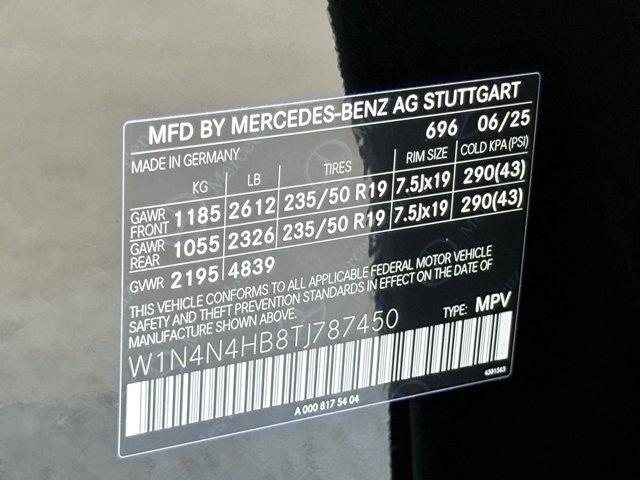 MFD BY MERCEDES-BENZ AG STUTTGART
696 06/25
MADE IN GERMANY
KG LB TIRES RIM SIZE COLD KPA (PSI)
GAWR FRONT 1185 2612 235/50 R19 7.5Jx19 290(43)
GAWR REAR 1055 2326 235/50 R19 7.5Jx19 290(43)
GVWR 2195 4839
THIS VEHICLE CONFORMS TO ALL APPLICABLE FEDERAL MOTOR VEHICLE
SAFETY AND THEFT PREVENTION STANDARDS IN EFFECT ON THE DATE OF
MANUFACTURE SHOWN ABOVE.
TYPE: MPV
W1N4N4HB8TJ787450
4301563
A 000 817 54 04